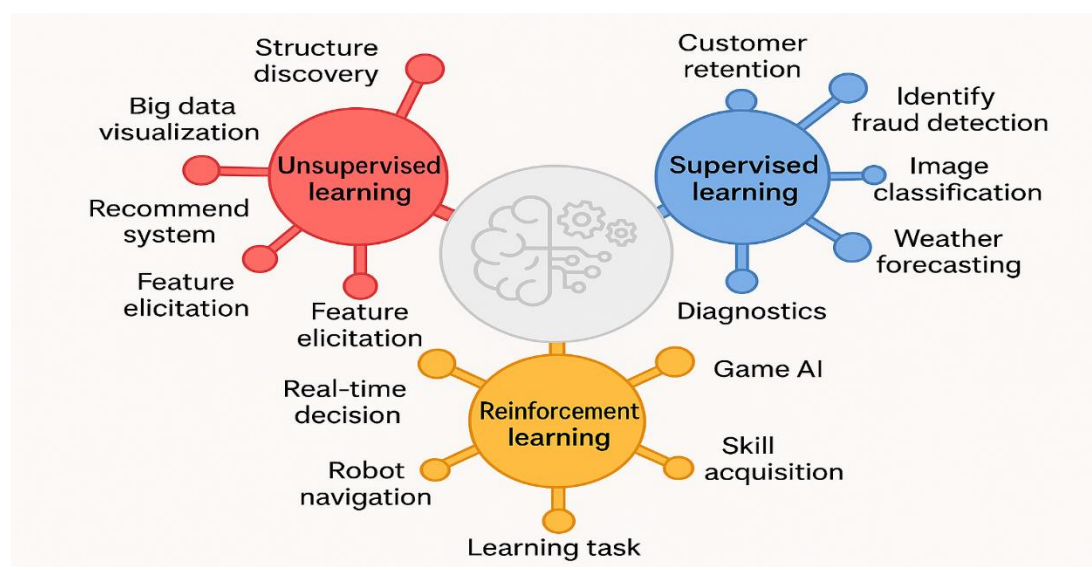 Structure
discovery
Big data
visualization
Recommend
system
Feature
elicitation
Feature
elicitation
Unsupervised
learning
Customer
retention
Identify
fraud detection
Image
classification
Weather
forecasting
Diagnostics
Supervised
learning
Real-time
decision
Robot
navigation
Learning task
Game AI
Skill
acquisition
Reinforcement
learning